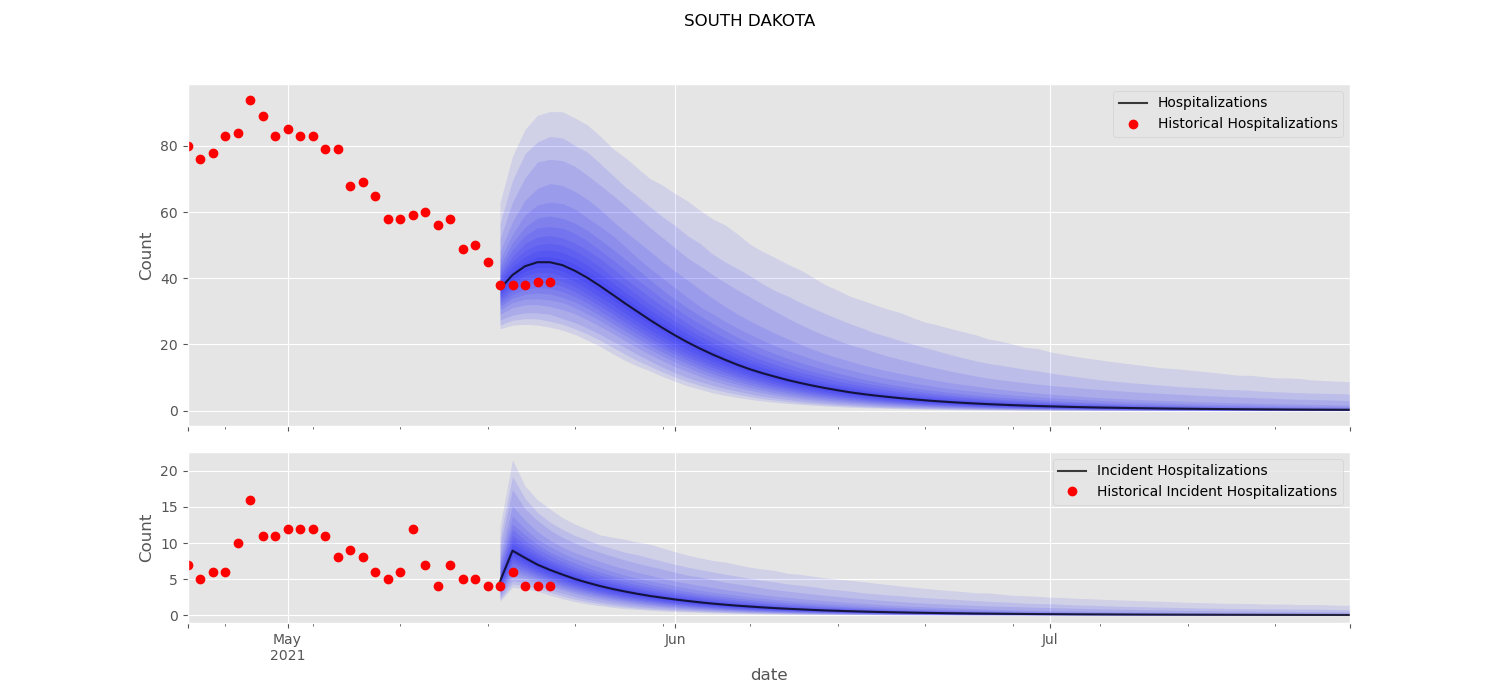 SOUTH DAKOTA
Hospitalizations
Historical Hospitalizations
Count
80
60
40
20
0
Incident Hospitalizations
Historical Incident Hospitalizations
Count
20
15
10
5
0
May
2021
Jun
Jul
date